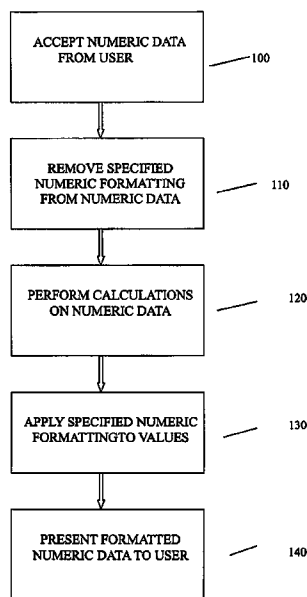 ACCEPT NUMERIC DATA
FROM USER
100
REMOVE SPECIFIED
NUMERIC FORMATTING
FROM NUMERIC DATA
110
PERFORM CALCULATIONS
ON NUMERIC DATA
120
APPLY SPECIFIED NUMERIC
FORMATTINGTO VALUES
130
PRESENT FORMATTED
NUMERIC DATA TO USER
140